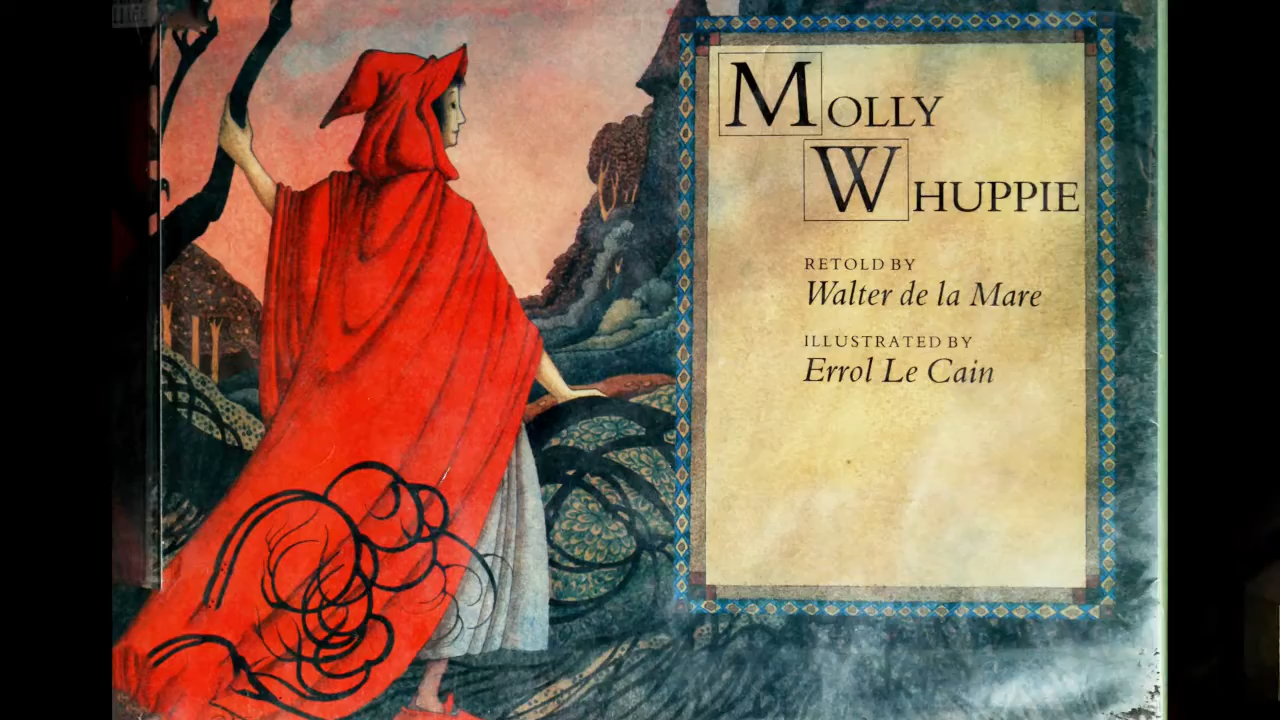 MOLLY
WHUPPIE
RETOLD BY
Walter de la Mare
ILLUSTRATED BY
Errol Le Cain